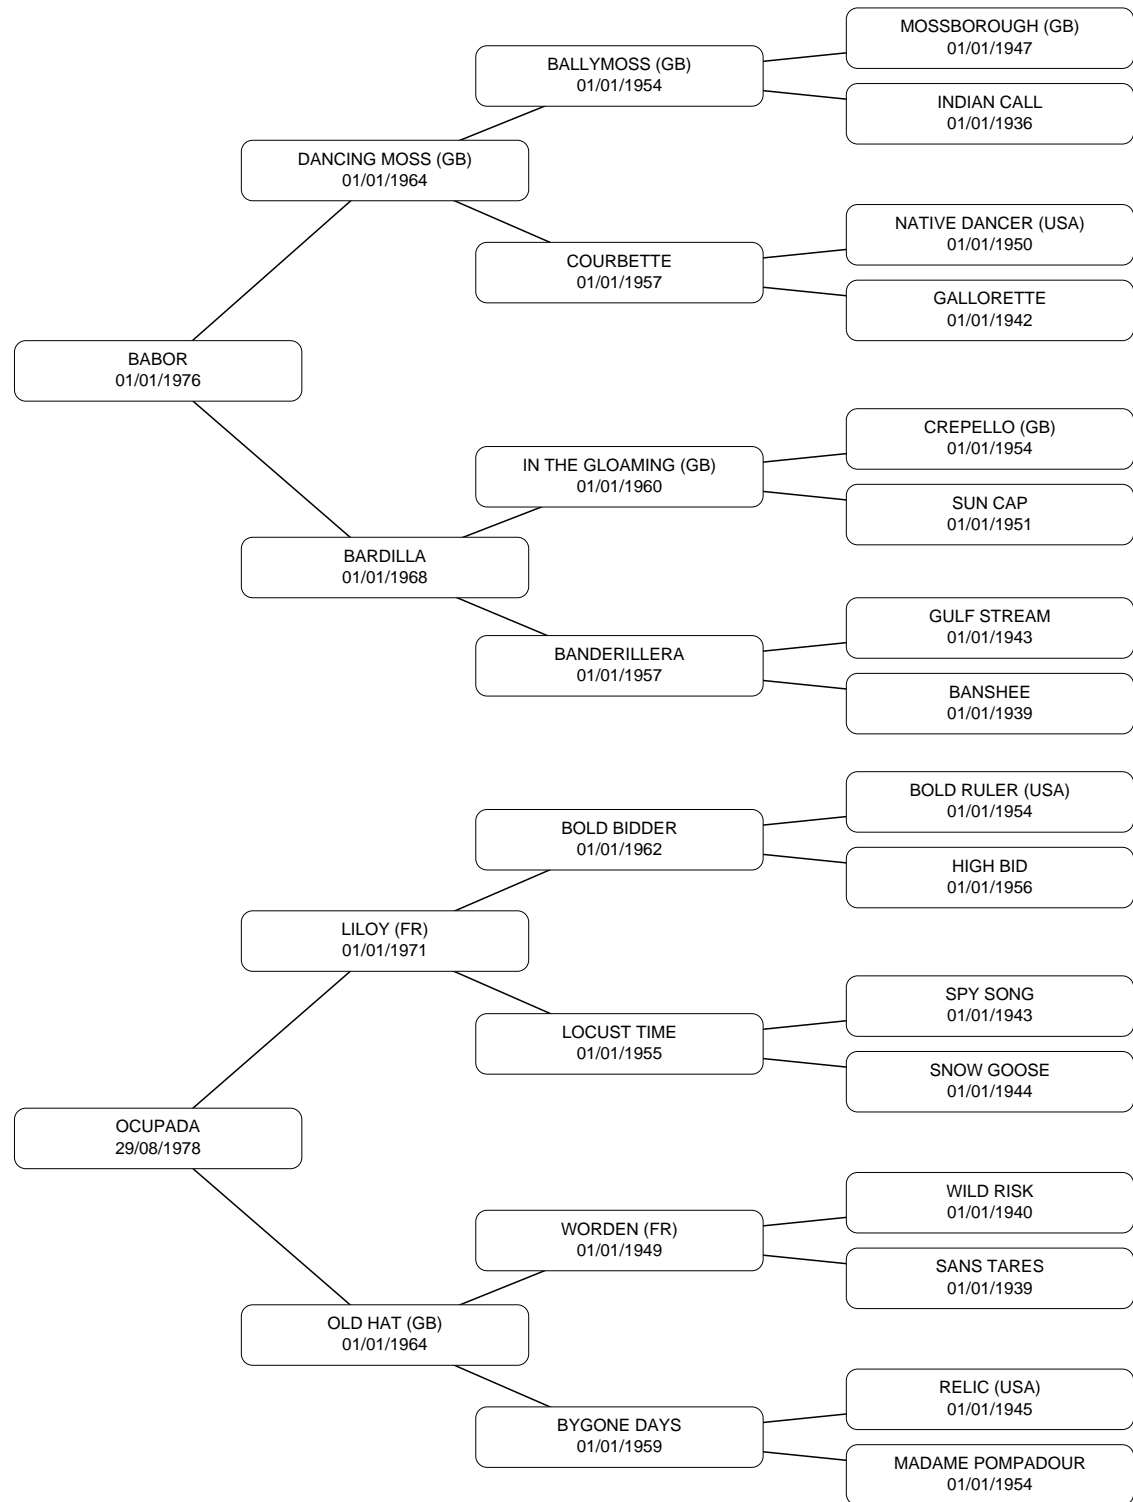 MOSSBOROUGH (GB)
01/01/1947
BALLYMOSS (GB)
01/01/1954
INDIAN CALL
01/01/1936
DANCING MOSS (GB)
01/01/1964
NATIVE DANCER (USA)
01/01/1950
COURBETTE
01/01/1957
GALLORETTE
01/01/1942
BABOR
01/01/1976
CREPELLO (GB)
01/01/1954
IN THE GLOAMING (GB)
01/01/1960
SUN CAP
01/01/1951
BARDILLA
01/01/1968
GULF STREAM
01/01/1943
BANDERILLERA
01/01/1957
BANSHEE
01/01/1939
BOLD RULER (USA)
01/01/1954
BOLD BIDDER
01/01/1962
HIGH BID
01/01/1956
LILOY (FR)
01/01/1971
SPY SONG
01/01/1943
LOCUST TIME
01/01/1955
SNOW GOOSE
01/01/1944
OCUPADA
29/08/1978
WILD RISK
01/01/1940
WORDEN (FR)
01/01/1949
SANS TARES
01/01/1939
OLD HAT (GB)
01/01/1964
RELIC (USA)
01/01/1945
BYGONE DAYS
01/01/1959
MADAME POMPADOUR
01/01/1954